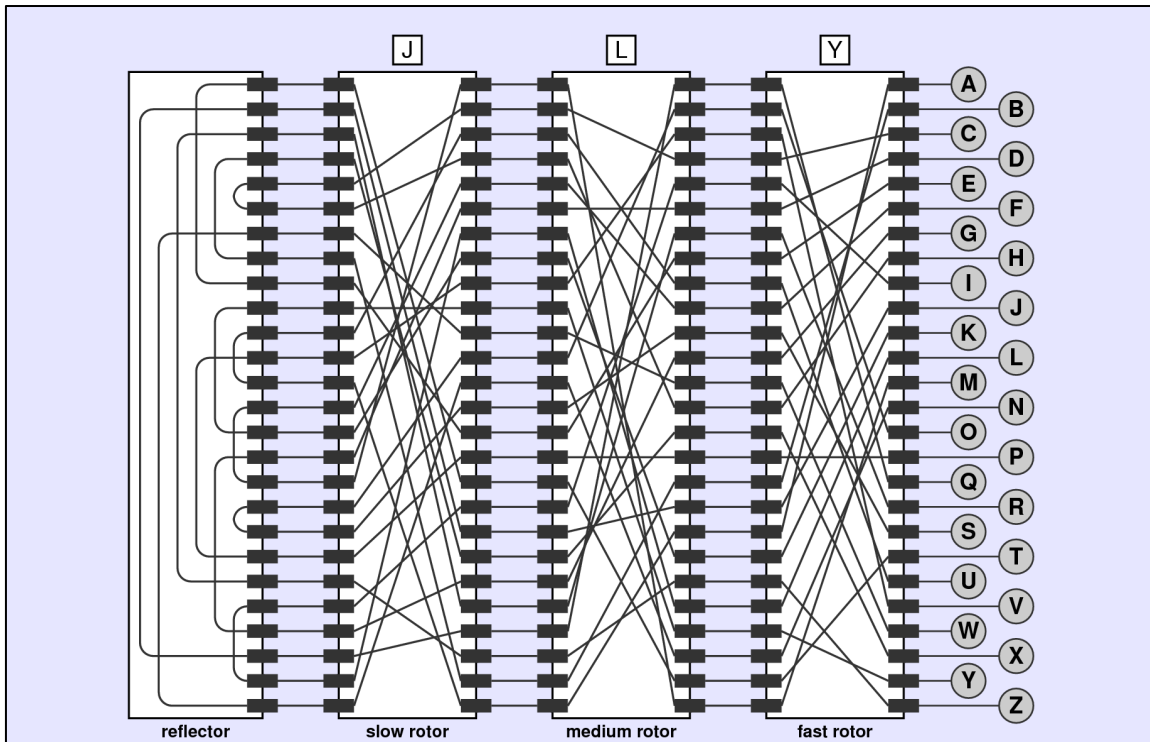 J L Y
A
B
C
D
E
F
G
H
I
J
K
L
M
N
O
P
Q
R
S
T
U
V
W
X
Y
Z
reflector slow rotor medium rotor fast rotor